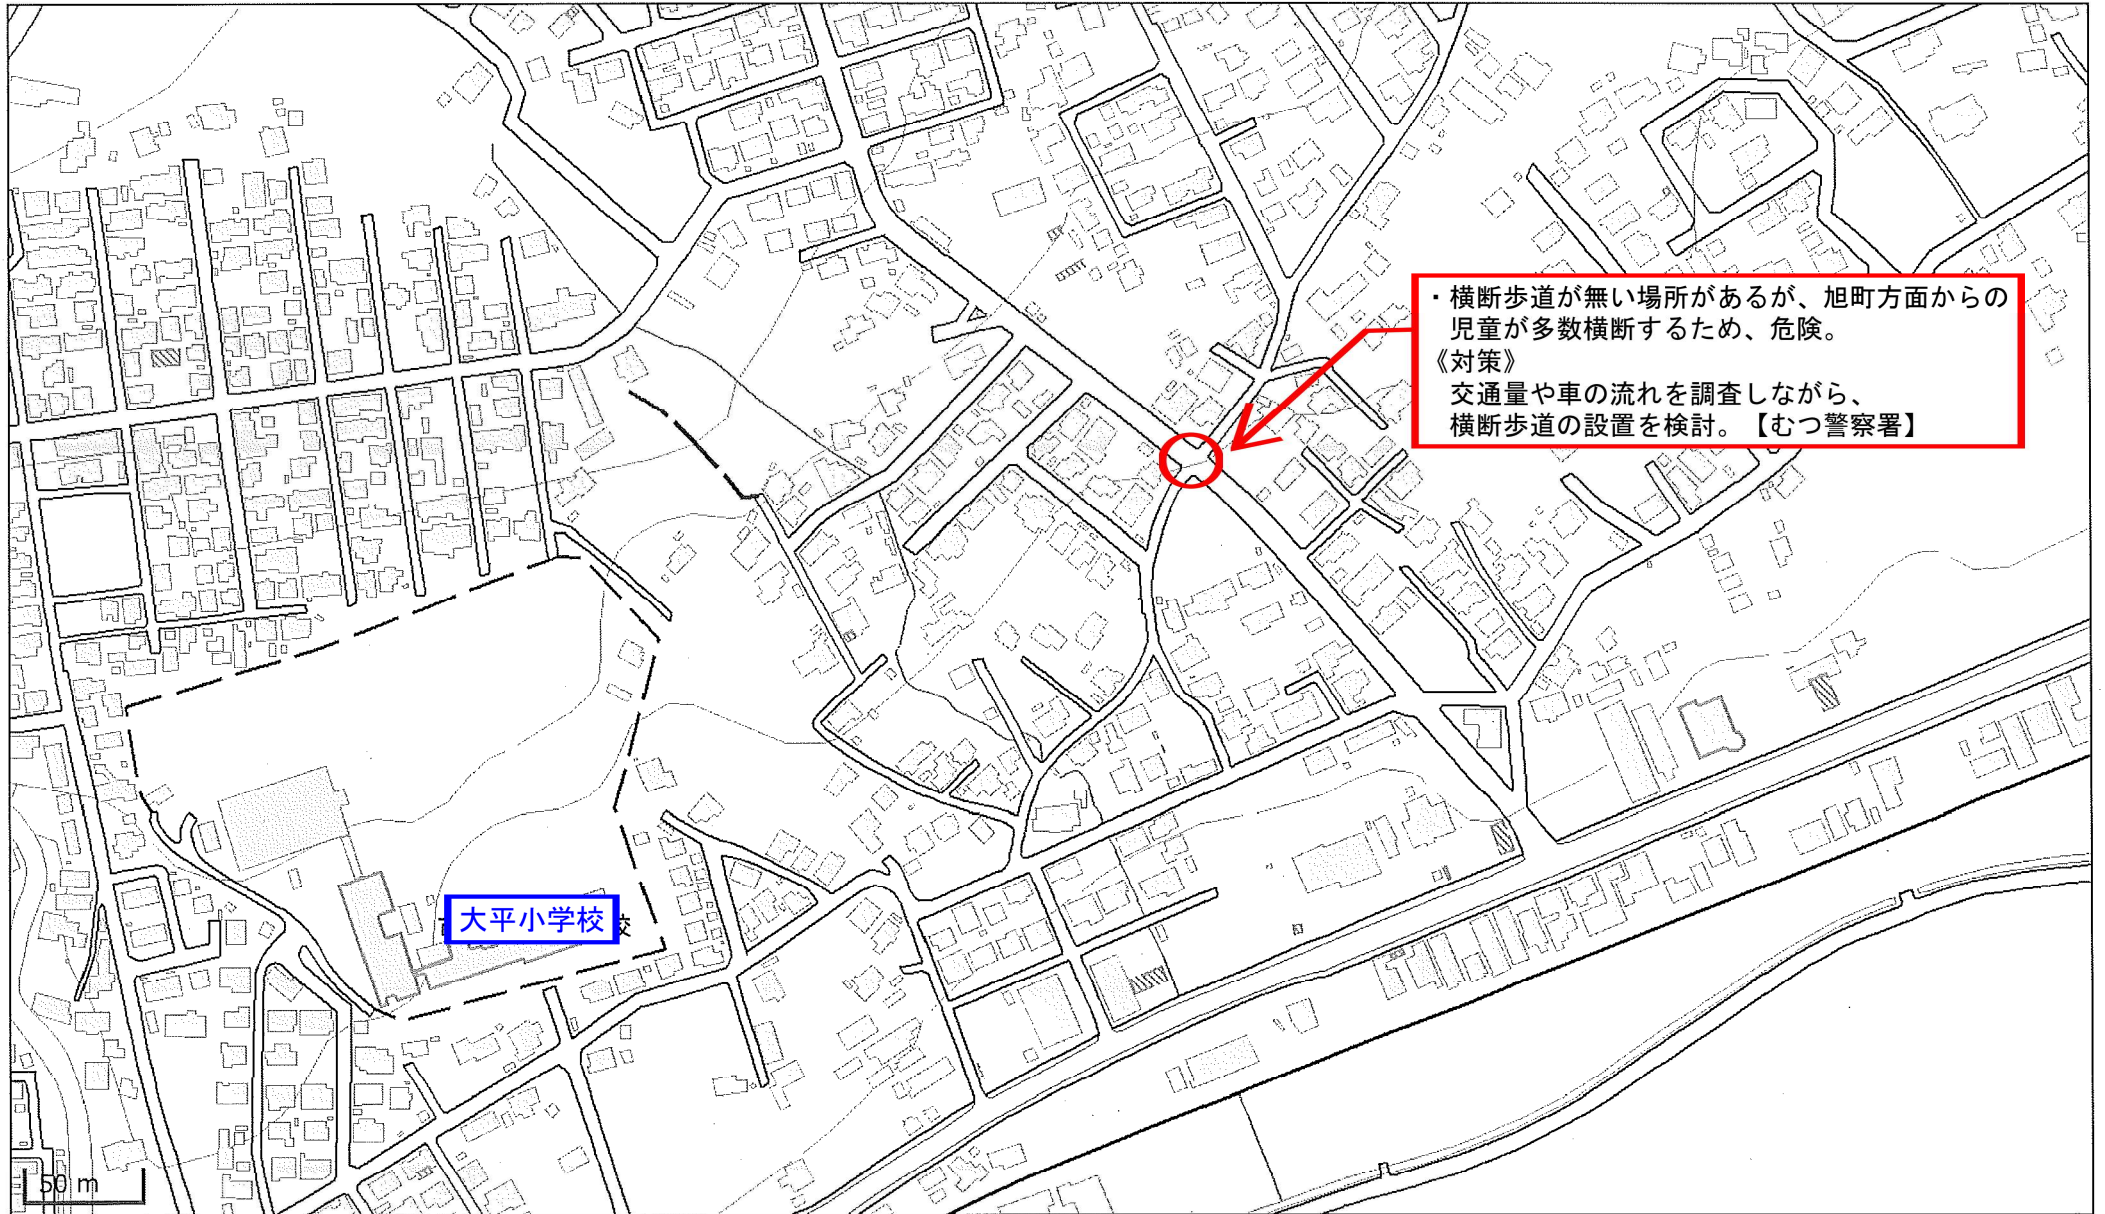 ・横断歩道が無い場所があるが、旭町方面からの
児童が多数横断するため、危険。
《対策》
交通量や車の流れを調査しながら、
横断歩道の設置を検討。【むつ警察署】
大平小学校
校
50 m